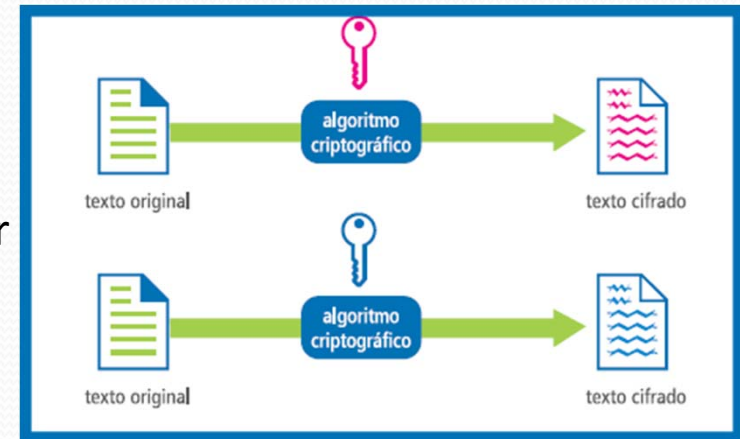 algoritmo
criptográfico
texto original
texto cifrado
r
algoritmo
criptográfico
texto original
texto cifrado